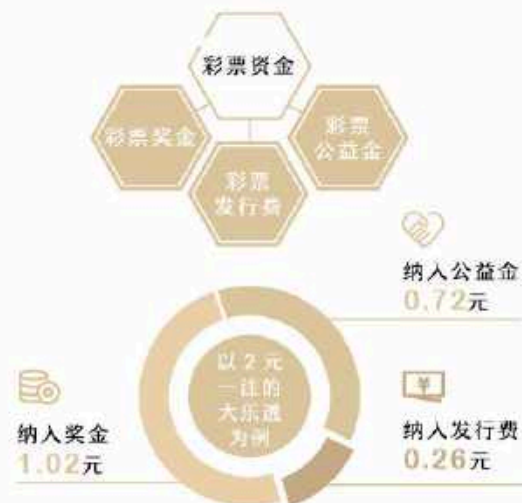 彩票资金
彩票奖金
彩票
公益金
彩票
发行费
纳入公益金
0.72元
以2元
一注的
大乐透
为例
¥
纳入奖金
1.02元
纳入发行费
0.26元